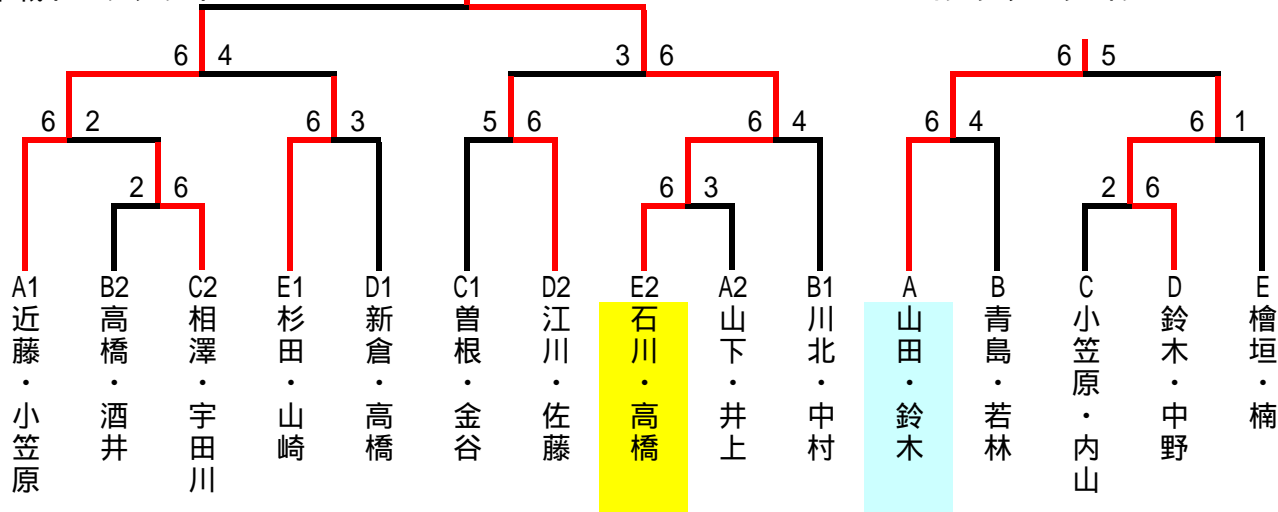 6 4
3 6
6 5
6 2
6 3
5 6
6 4
6 4
6 1
2 6
6 3
2 6
A1 B2 C2 E1 D1 C1 D2 E2 A2 B1 A B C D E
近藤・小笠原
高橋・酒井
相澤・宇田川
杉田・山崎
新倉・高橋
曽根・金谷
江川・佐藤
石川・高橋
山下・井上
川北・中村
山田・鈴木
青島・若林
小笠原・内山
鈴木・中野
檜垣・楠